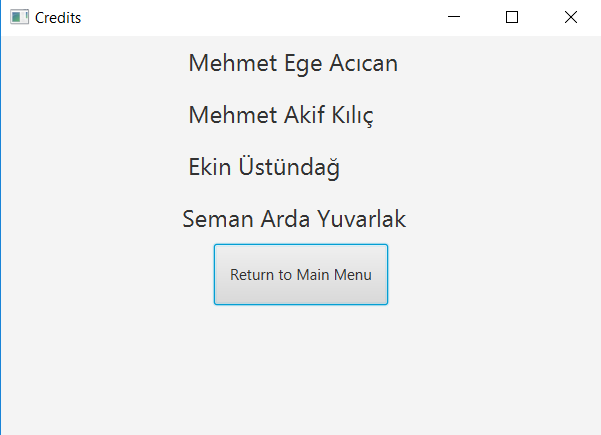 Credits
Mehmet Ege Acıcan
Mehmet Akif Kılıç
Ekin Üstündağ
Seman Arda Yuvarlak
Return to Main Menu